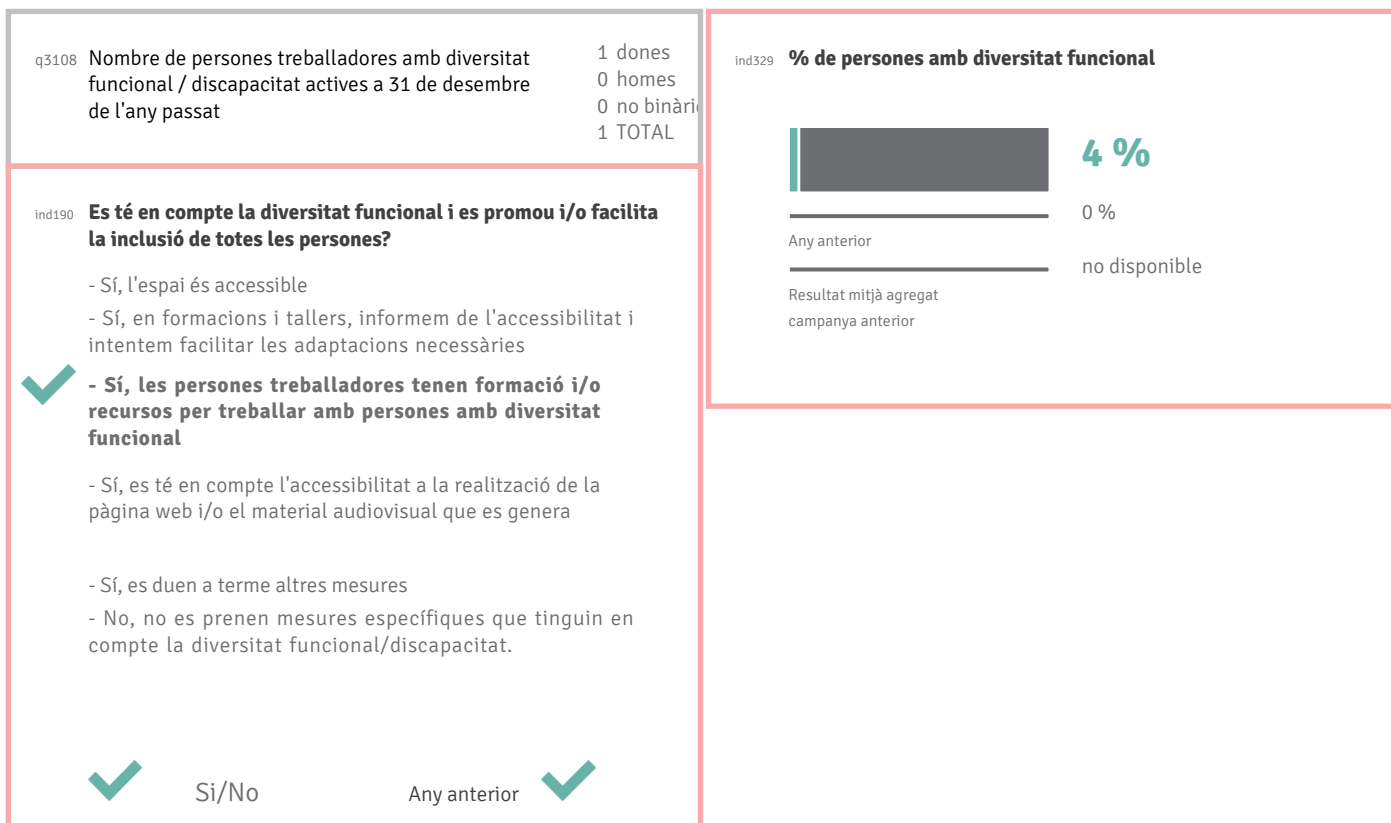 q3108 Nombre de persones treballadores amb diversitat
funcional / discapacitat actives a 31 de desembre
de l'any passat
1 dones
0 homes
0 no binàri
1 TOTAL
ind190 Es té en compte la diversitat funcional i es promou i/o facilita
la inclusió de totes les persones?
- Sí, l'espai és accessible
- Sí, en formacions i tallers, informem de l'accessibilitat i
intentem facilitar les adaptacions necessàries
- Sí, les persones treballadores tenen formació i/o
recursos per treballar amb persones amb diversitat
funcional
- Sí, es té en compte l'accessibilitat a la realització de la
pàgina web i/o el material audiovisual que es genera
- Sí, es duen a terme altres mesures
- No, no es prenen mesures específiques que tinguin en
compte la diversitat funcional/discapacitat.
Si/No
Any anterior
ind329 % de persones amb diversitat funcional
4 %
0 %
Any anterior
no disponible
Resultat mitjà agregat
campanya anterior